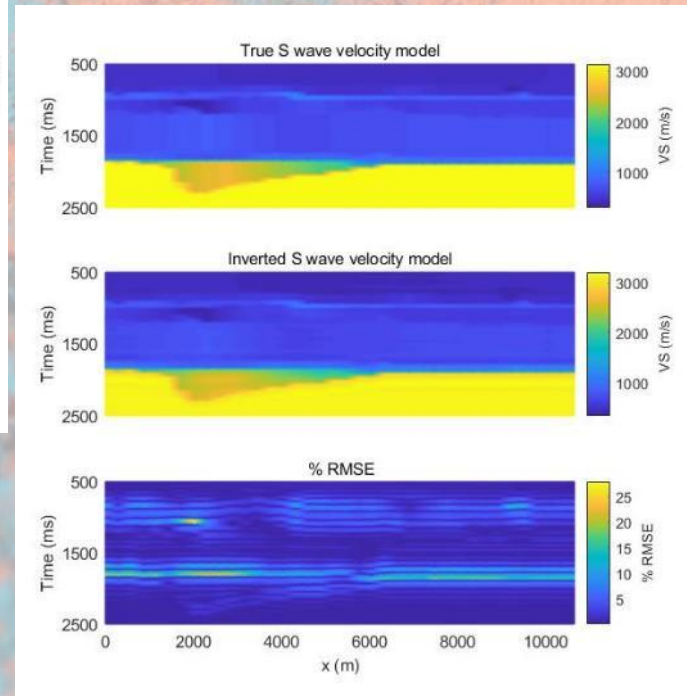 True S wave velocity model
500
1500
2500
Time (ms)
3000
2000
1000
VS (m/s)
Inverted S wave velocity model
500
1500
2500
Time (ms)
3000
2000
1000
VS (m/s)
% RMSE
500
1500
2500
Time (ms)
25
20
15
10
5
% RMSE
0 2000 4000 6000 8000 10000
x (m)